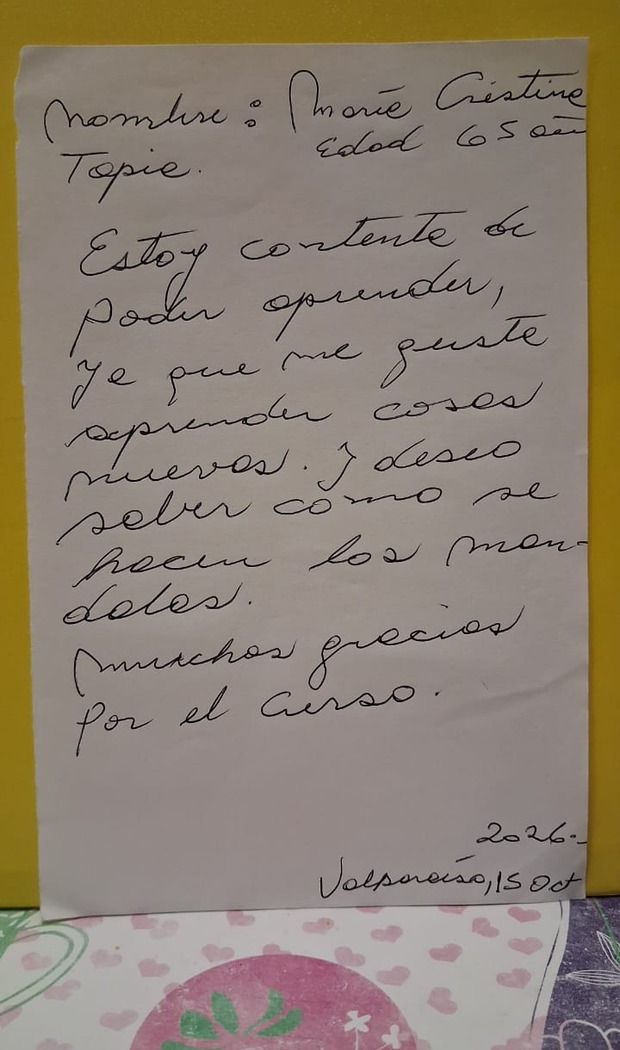 Nombre : María Cristina
Tapia. Edad 65 añ
Estoy contenta de
poder aprender,
ya que me gusta
aprender cosas
nuevas. Y deseo
saber como se
hacen los man-
dalas.
Muchas gracias
por el curso.
2026.-
Valparaíso, 15 Oct